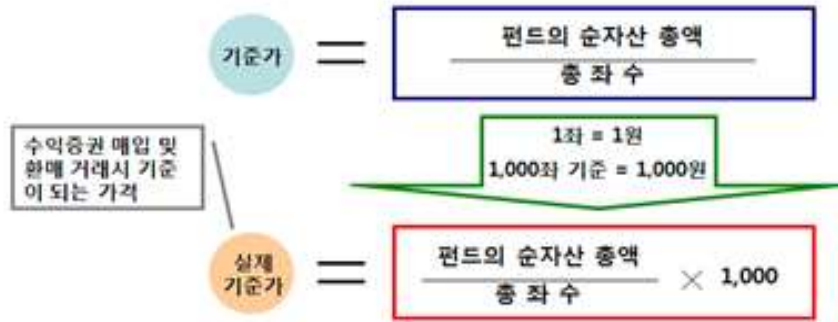 기준가
=
펀드의 순자산 총액
총 좌 수
1좌 = 1원
1,000좌 기준 = 1,000원
수익증권 매입 및
환매 거래시 기준
이 되는 가격
실제
기준가
=
펀드의 순자산 총액
총 좌 수
× 1,000